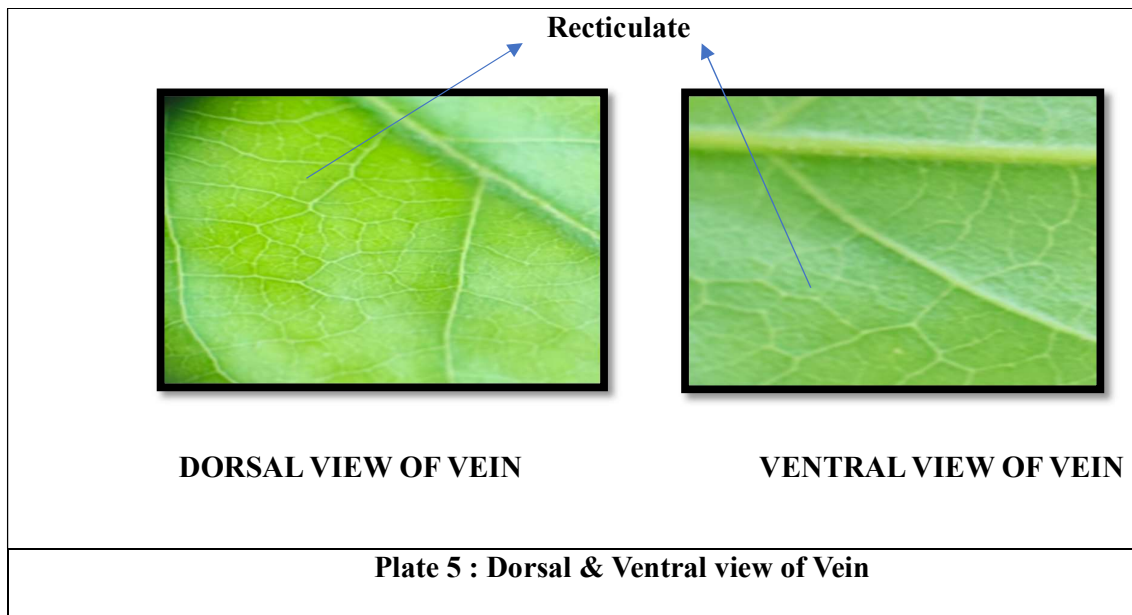 Recticulate
DORSAL VIEW OF VEIN
VENTRAL VIEW OF VEIN
Plate 5 : Dorsal & Ventral view of Vein